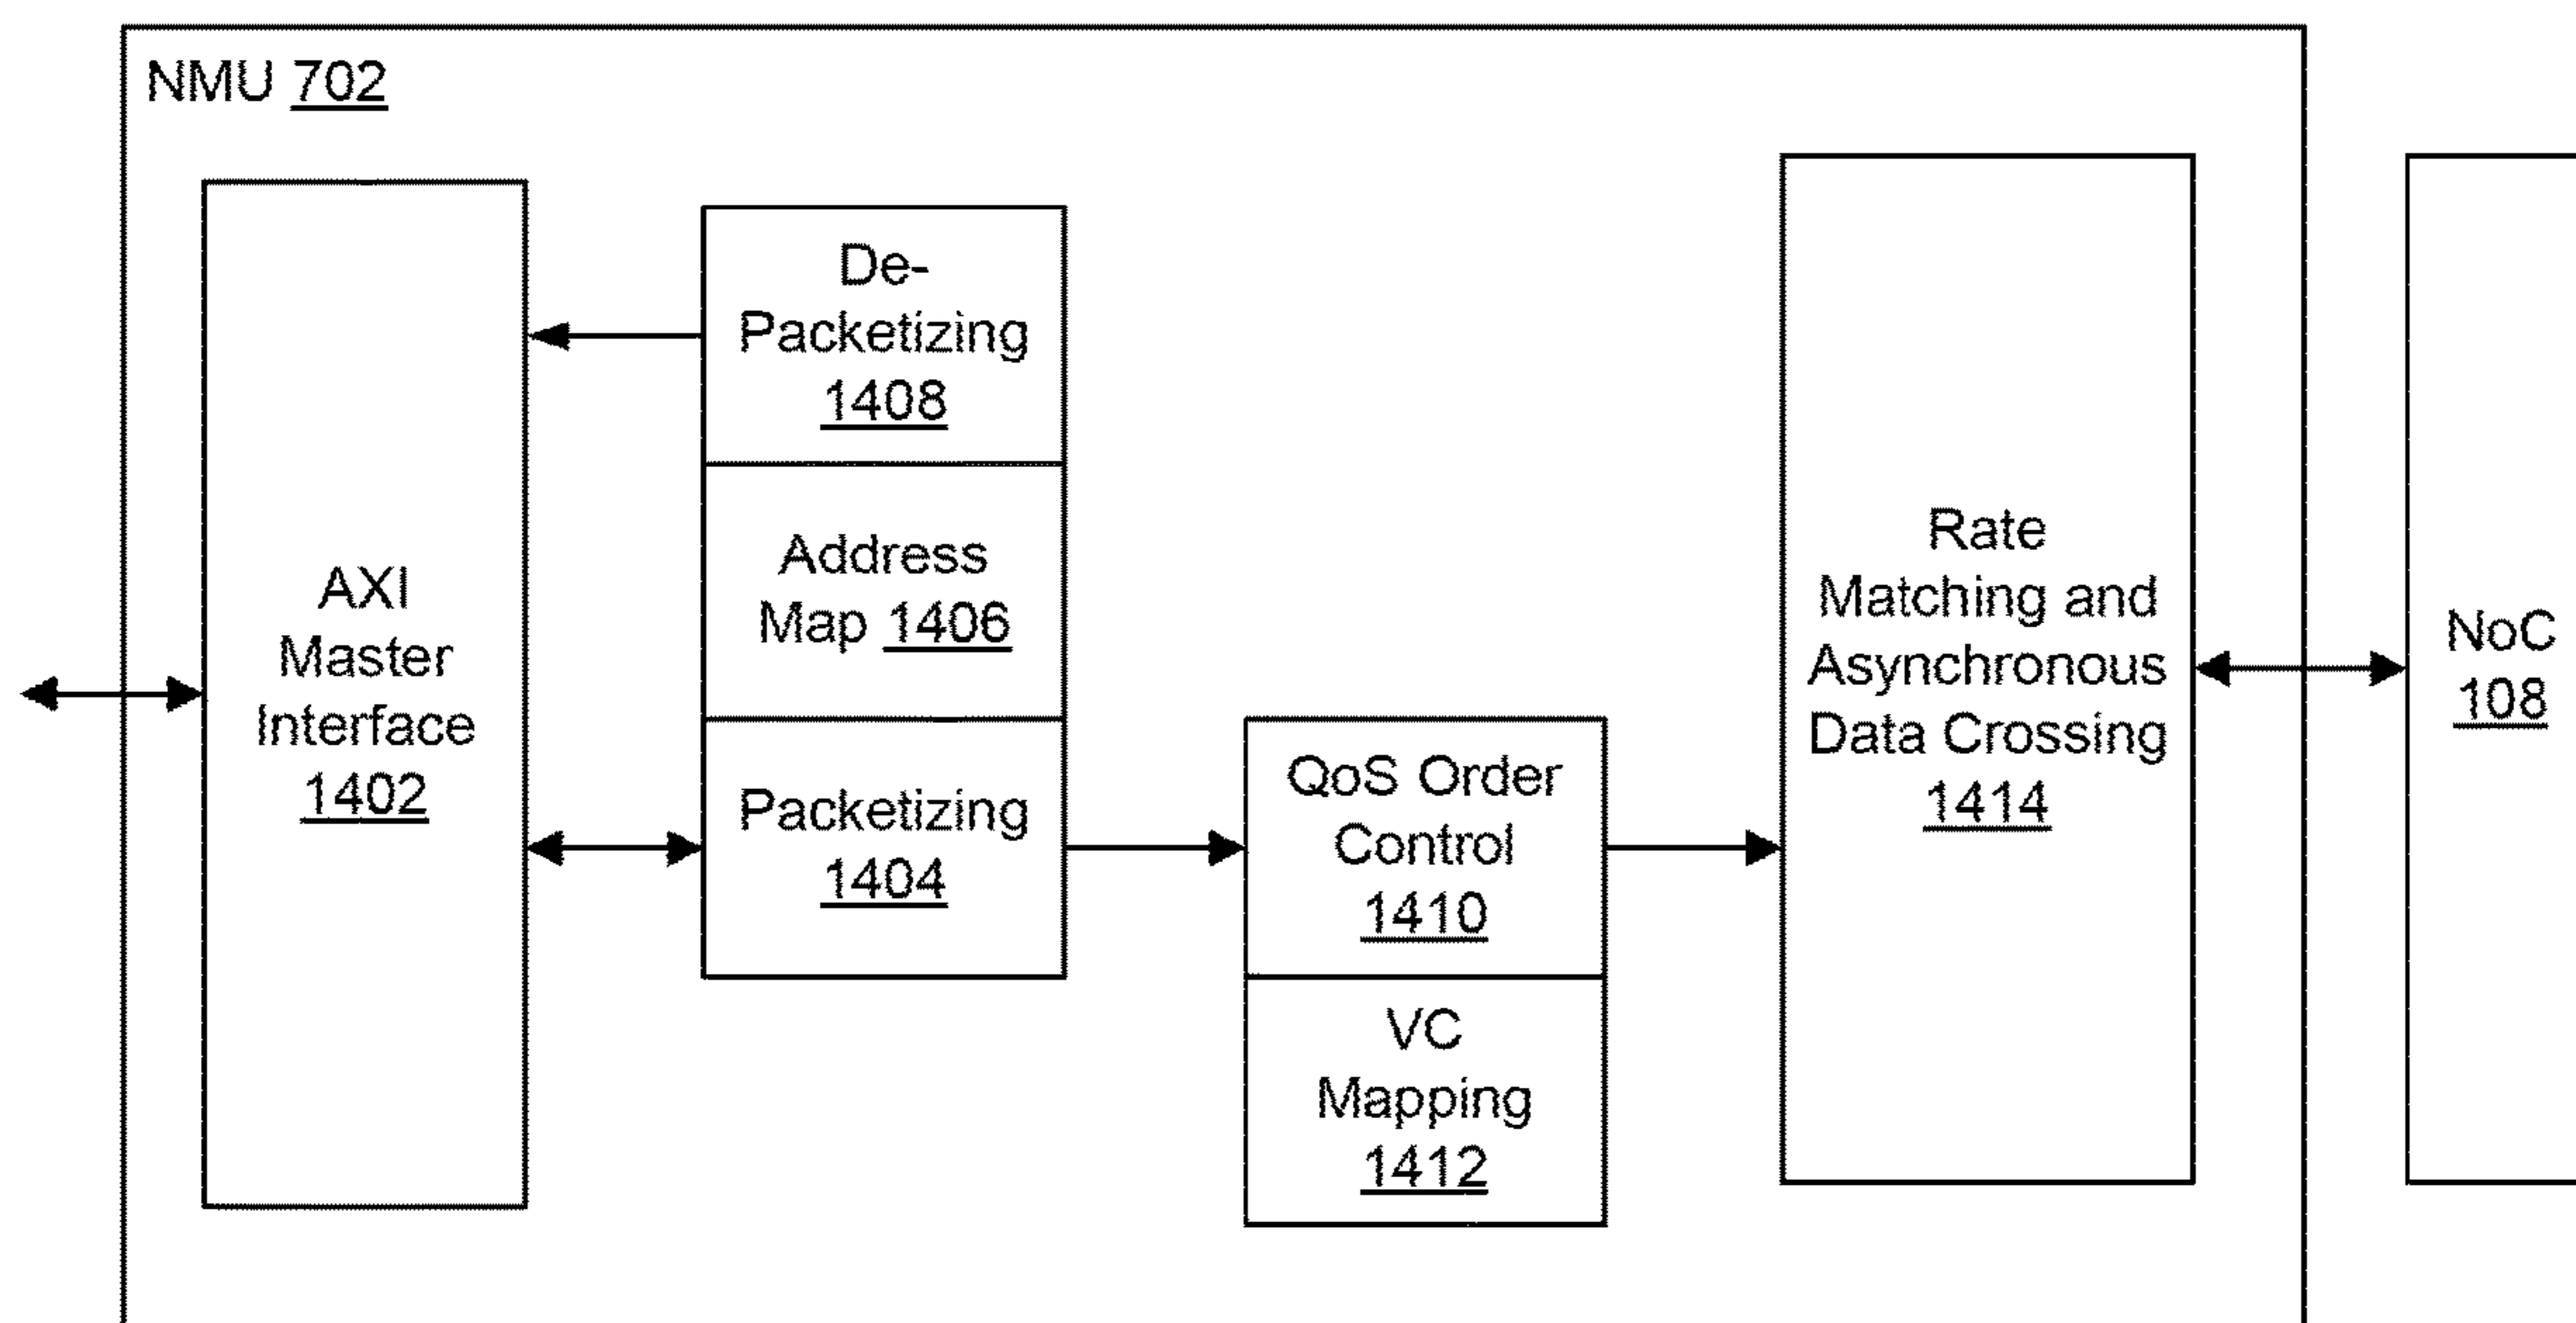 NMU 702
AXI
Master
Interface
1402
De-
Packetizing
1408
Address
Map 1406
Packetizing
1404
QoS Order
Control
1410
VC
Mapping
1412
Rate
Matching and
Asynchronous
Data Crossing
1414
NoC
108